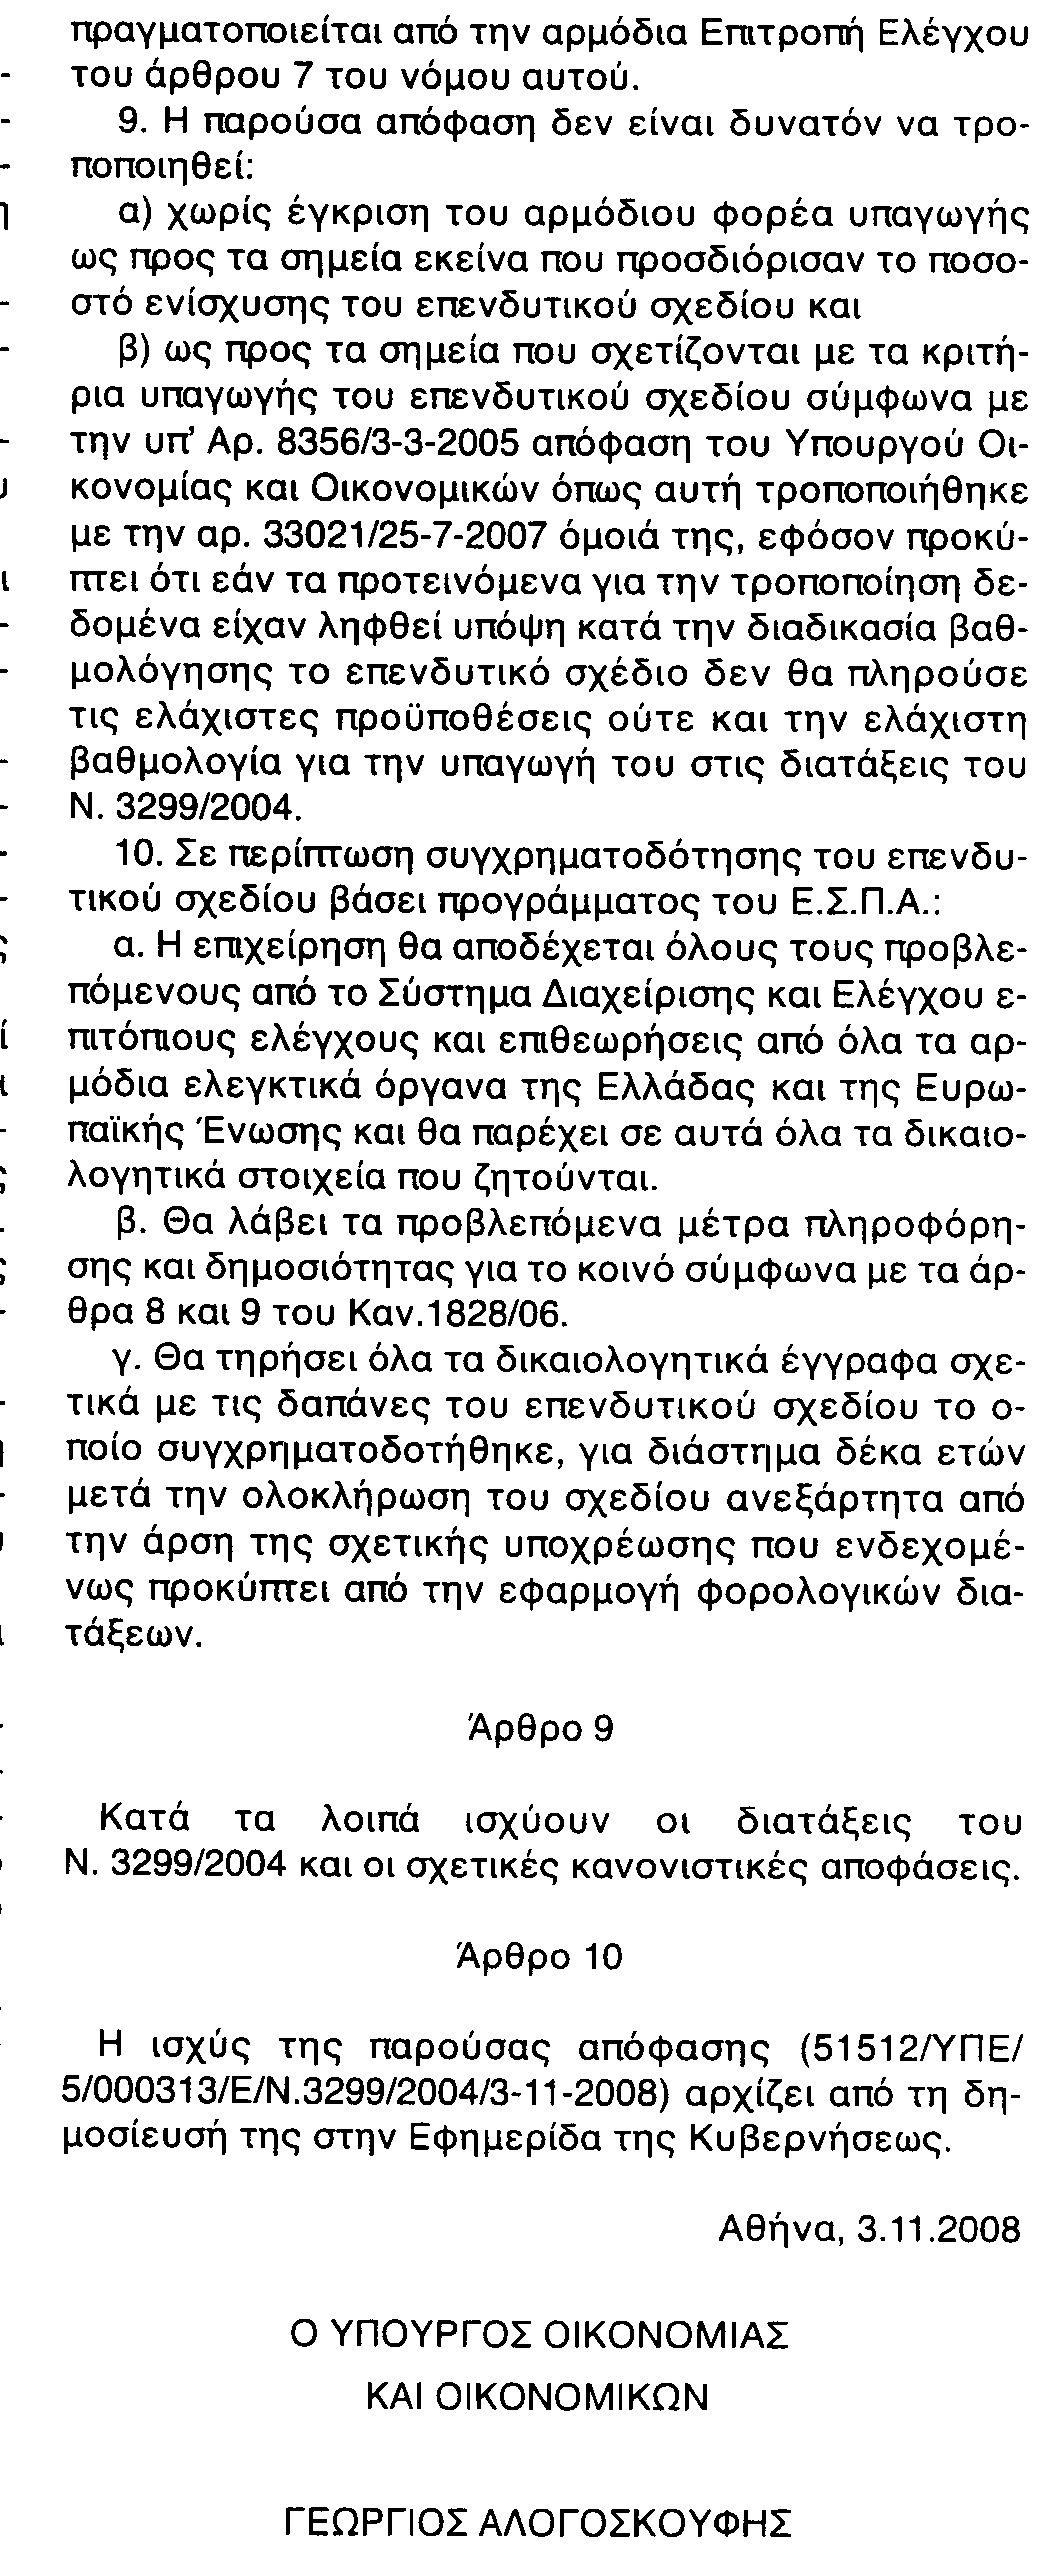 πραγματοποιείται από την αρμόδια Επιτροπή Ελέγχου
του άρθρου 7 του νόμου αυτού.
9. Η παρούσα απόφαση δεν είναι δυνατόν να τρο-
ποποιηθεί:
α) χωρίς έγκριση του αρμόδιου φορέα υπαγωγής
ως προς τα σημεία εκείνα που προσδιόρισαν το ποσο-
στό ενίσχυσης του επενδυτικού σχεδίου και
β) ως προς τα σημεία που σχετίζονται με τα κριτή-
ρια υπαγωγής του επενδυτικού σχεδίου σύμφωνα με
την υπ’ Αρ. 8356/3-3-2005 απόφαση του Υπουργού Οι-
κονομίας και Οικονομικών όπως αυτή τροποποιήθηκε
με την αρ. 33021/25-7-2007 όμοιά της, εφόσον προκύ-
πτει ότι εάν τα προτεινόμενα για την τροποποίηση δε-
δομένα είχαν ληφθεί υπόψη κατά την διαδικασία βαθ-
μολόγησης το επενδυτικό σχέδιο δεν θα πληρούσε
τις ελάχιστες προϋποθέσεις ούτε και την ελάχιστη
βαθμολογία για την υπαγωγή του στις διατάξεις του
Ν. 3299/2004.
10. Σε περίπτωση συγχρηματοδότησης του επενδυ-
τικού σχεδίου βάσει προγράμματος του Ε.Σ.Π.Α.:
α. Η επιχείρηση θα αποδέχεται όλους τους προβλε-
πόμενους από το Σύστημα Διαχείρισης και Ελέγχου ε-
πιτόπιους ελέγχους και επιθεωρήσεις από όλα τα αρ-
μόδια ελεγκτικά όργανα της Ελλάδας και της Ευρω-
παϊκής Ένωσης και θα παρέχει σε αυτά όλα τα δικαιο-
λογητικά στοιχεία που ζητούνται.
β. Θα λάβει τα προβλεπόμενα μέτρα πληροφόρη-
σης και δημοσιότητας για το κοινό σύμφωνα με τα άρ-
θρα 8 και 9 του Καν.1828/06.
γ. Θα τηρήσει όλα τα δικαιολογητικά έγγραφα σχε-
τικά με τις δαπάνες του επενδυτικού σχεδίου το ο-
ποίο συγχρηματοδοτήθηκε, για διάστημα δέκα ετών
μετά την ολοκλήρωση του σχεδίου ανεξάρτητα από
την άρση της σχετικής υποχρέωσης που ενδεχομέ-
νως προκύπτει από την εφαρμογή φορολογικών δια-
τάξεων.
Άρθρο 9
Κατά τα λοιπά ισχύουν οι διατάξεις του
Ν. 3299/2004 και οι σχετικές κανονιστικές αποφάσεις.
Άρθρο 10
Η ισχύς της παρούσας απόφασης (51512/ΥΠΕ/
5/000313/Ε/Ν.3299/2004/3-11-2008) αρχίζει από τη δη-
μοσίευσή της στην Εφημερίδα της Κυβερνήσεως.
Αθήνα, 3.11.2008
Ο ΥΠΟΥΡΓΟΣ ΟΙΚΟΝΟΜΙΑΣ
ΚΑΙ ΟΙΚΟΝΟΜΙΚΩΝ
ΓΕΩΡΓΙΟΣ ΑΛΟΓΟΣΚΟΥΦΗΣ